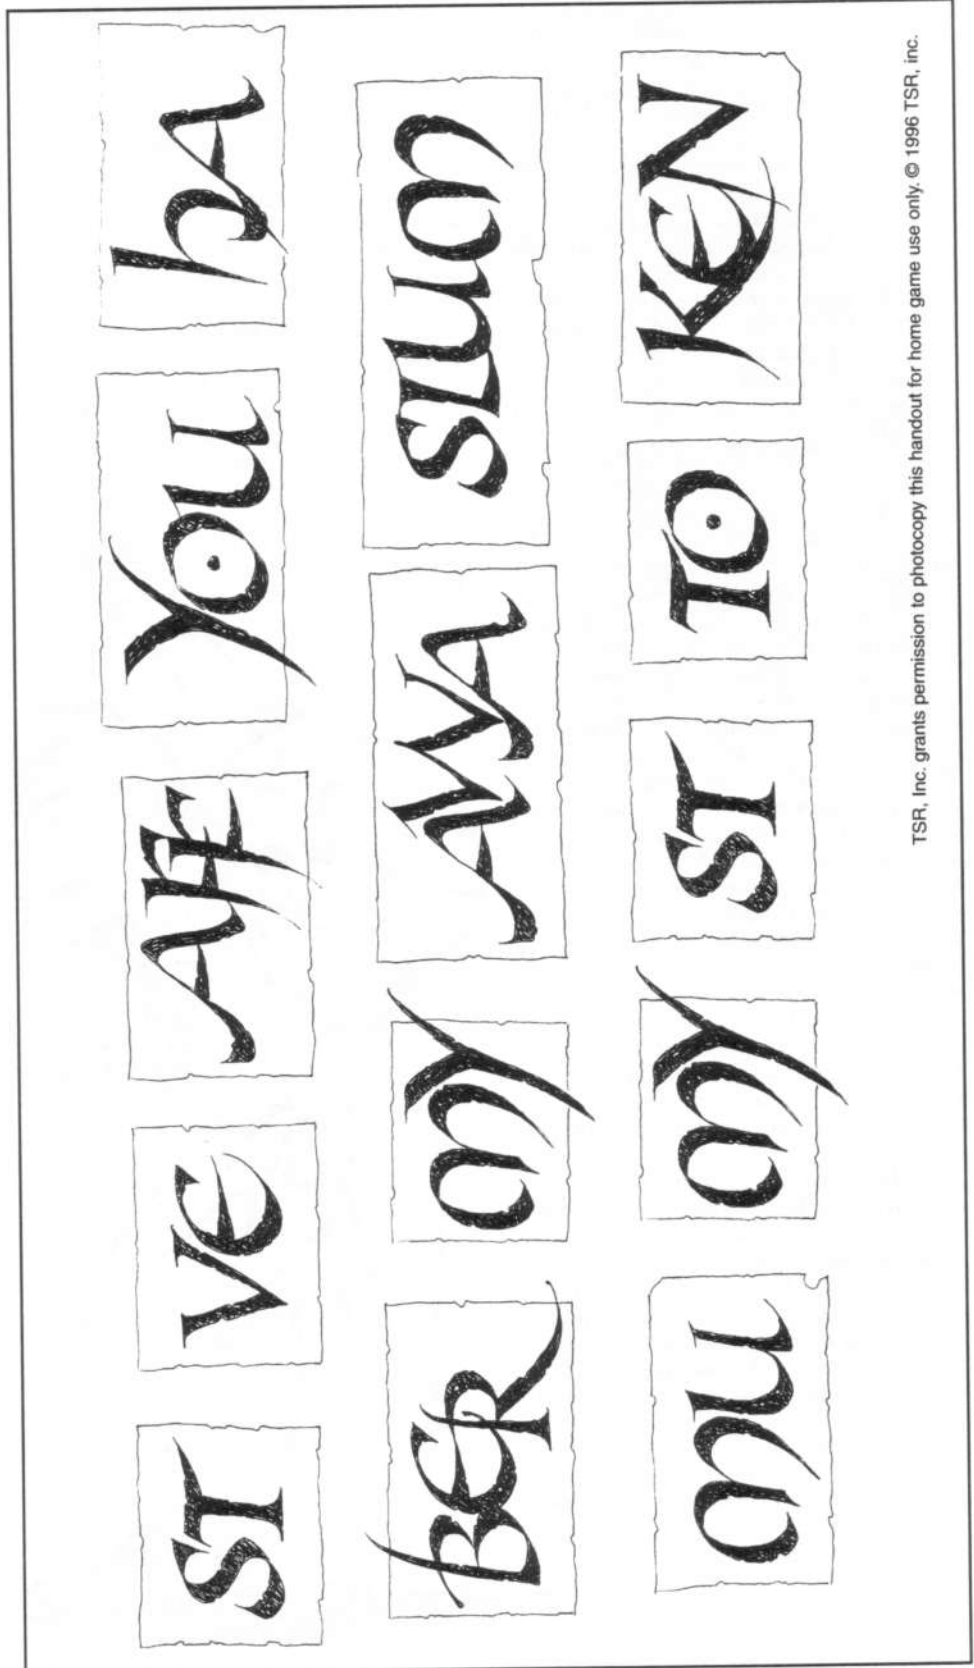 ST VE YOU hA
BER MY AWA SLUM
MU MY ST TO KEN
TSR, Inc. grants permission to photocopy this handout for home game use only. © 1996 TSR, inc.